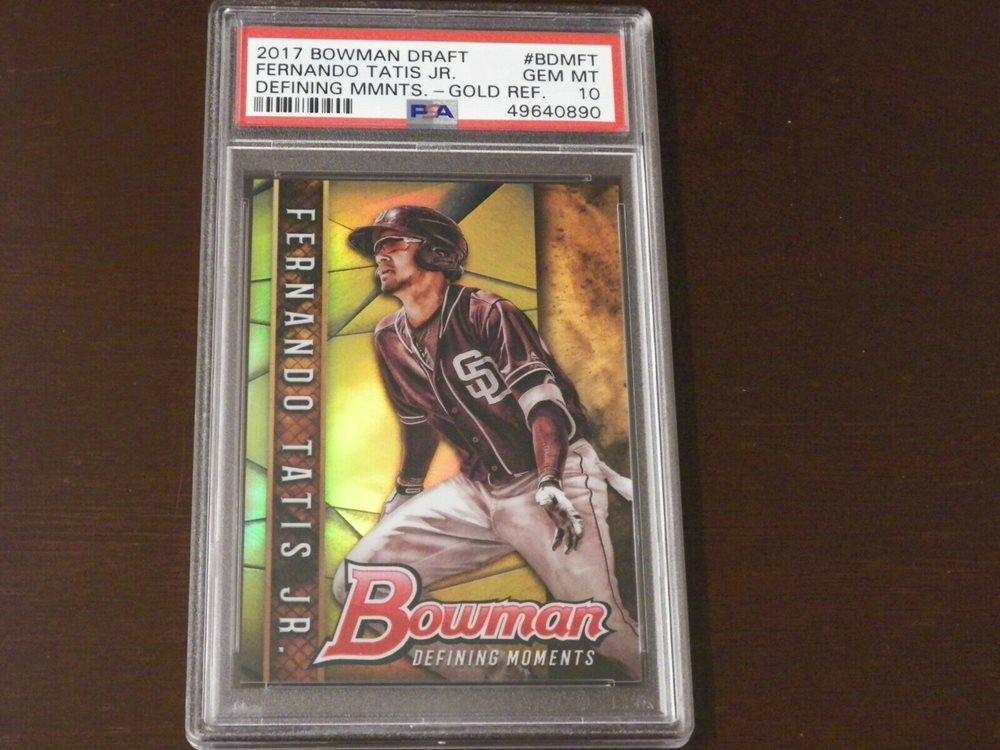 2017 BOWMAN DRAFT #BDMFT
FERNANDO TATIS JR. GEM MT
DEFINING MMNTS. - GOLD REF. 10
PSA 49640890
FERNANDO TATIS JR.
SD
Bowman
DEFINING MOMENTS